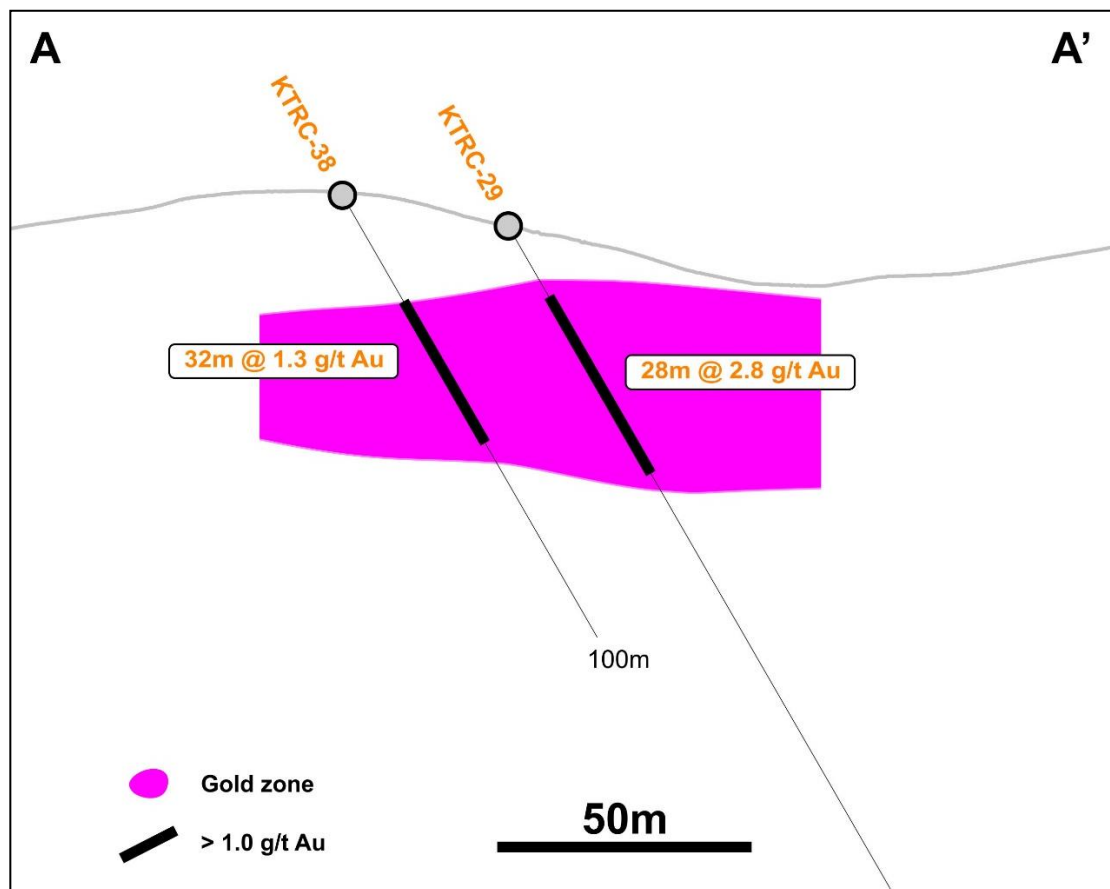 A
A’
KTRC-38
KTRC-29
32m @ 1.3 g/t Au
28m @ 2.8 g/t Au
100m
Gold zone
> 1.0 g/t Au
50m